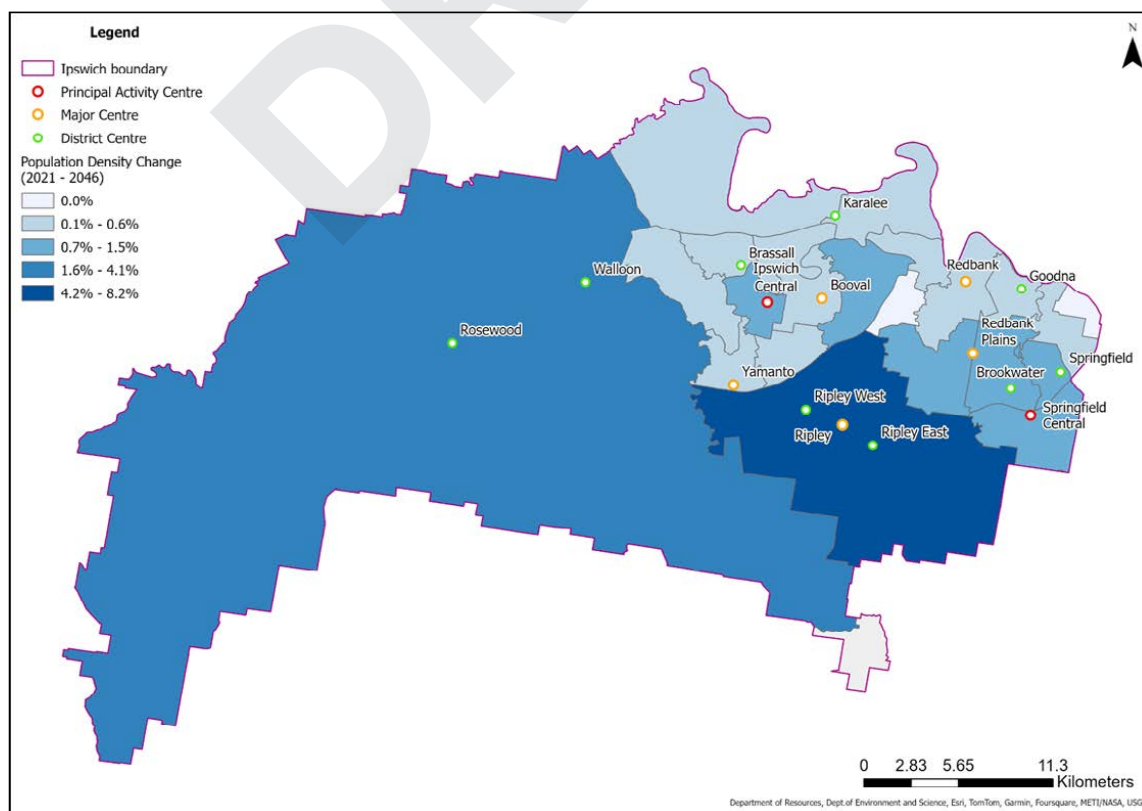 DRA
Legend
Ipswich boundary
Principal Activity Centre
Major Centre
District Centre
Population Density Change
(2021 - 2046)
0.0%
0.1% - 0.6%
0.7% - 1.5%
1.6% - 4.1%
4.2% - 8.2%
N
Karalee
Brassall
Ipswich
Central
Walloon
Booval
Redbank
Goodna
Rosewood
Redbank
Plains
Springfield
Brookwater
Yamanto
Ripley West
Springfield
Central
Ripley
Ripley East
0 2.83 5.65 11.3
Kilometers
Department of Resources, Dept of Environment and Science, Esri, TomTom, Garmin, Foursquare, METI/NASA, USG